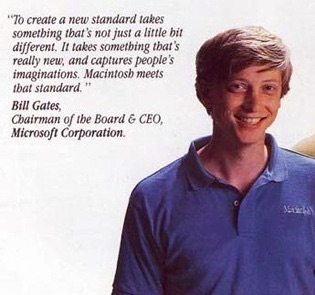 "To create a new standard takes
something that's not just a little bit
different. It takes something that's
really new, and captures people's
imaginations. Macintosh meets
that standard."
Bill Gates,
Chairman of the Board & CEO,
Microsoft Corporation.
Macintosh